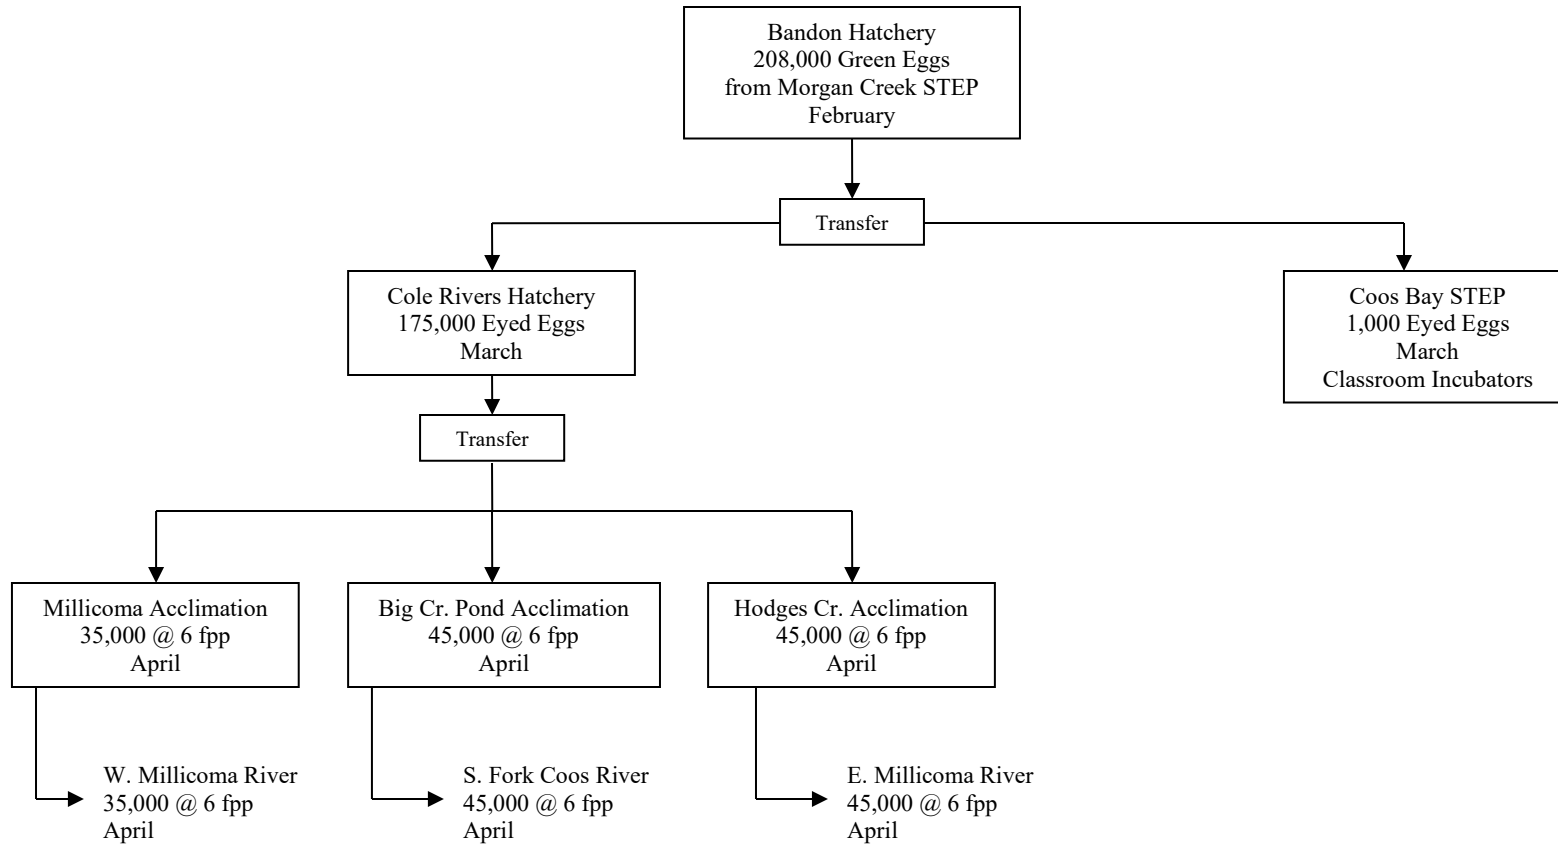 Bandon Hatchery
208,000 Green Eggs
from Morgan Creek STEP
February
Transfer
Cole Rivers Hatchery
175,000 Eyed Eggs
March
Coos Bay STEP
1,000 Eyed Eggs
March
Classroom Incubators
Transfer
Millicoma Acclimation
35,000 @ 6 fpp
April
Big Cr. Pond Acclimation
45,000 @ 6 fpp
April
Hodges Cr. Acclimation
45,000 @ 6 fpp
April
W. Millicoma River
35,000 @ 6 fpp
April
S. Fork Coos River
45,000 @ 6 fpp
April
E. Millicoma River
45,000 @ 6 fpp
April